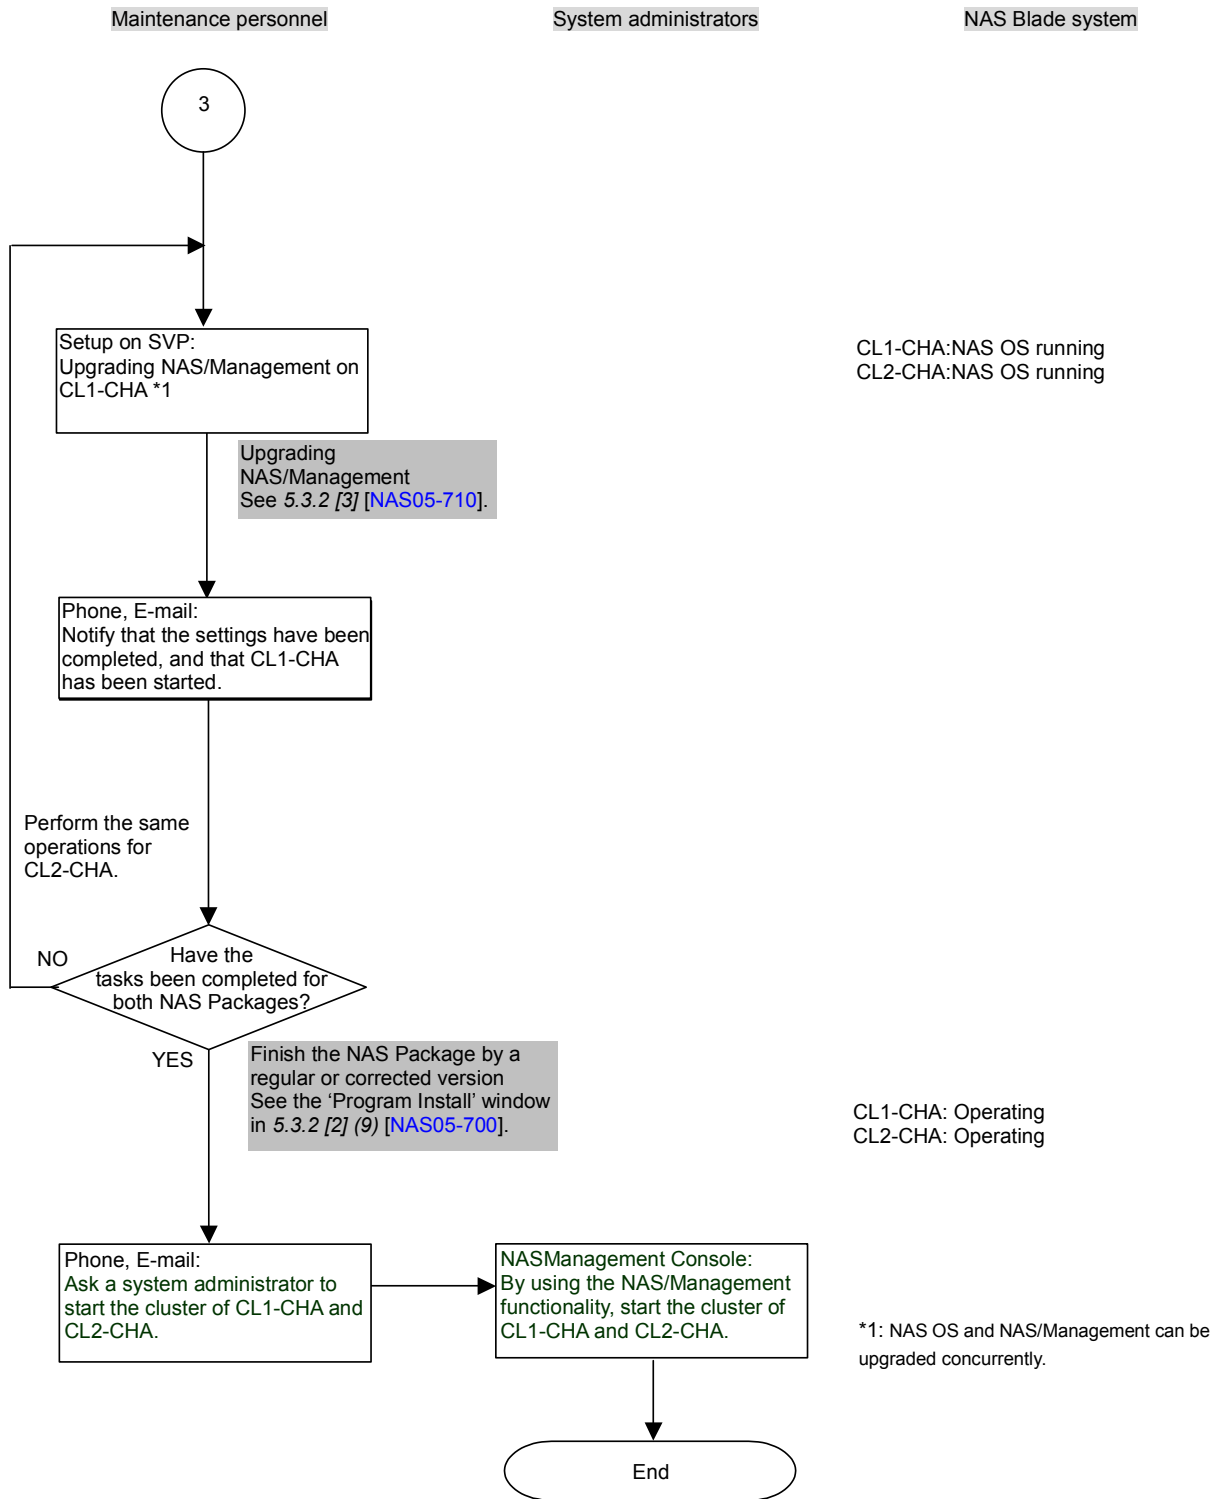 Maintenance personnel
System administrators
NAS Blade system
3
Setup on SVP:
Upgrading NAS/Management on
CL1-CHA *1
CL1-CHA:NAS OS running
CL2-CHA:NAS OS running
Upgrading
NAS/Management
See 5.3.2 [3] [NAS05-710].
Phone, E-mail:
Notify that the settings have been
completed, and that CL1-CHA
has been started.
Perform the same
operations for
CL2-CHA.
NO
Have the
tasks been completed for
both NAS Packages?
YES
Finish the NAS Package by a
regular or corrected version
See the ‘Program Install’ window
in 5.3.2 [2] (9) [NAS05-700].
CL1-CHA: Operating
CL2-CHA: Operating
Phone, E-mail:
Ask a system administrator to
start the cluster of CL1-CHA and
CL2-CHA.
NASManagement Console:
By using the NAS/Management
functionality, start the cluster of
CL1-CHA and CL2-CHA.
*1: NAS OS and NAS/Management can be
upgraded concurrently.
End